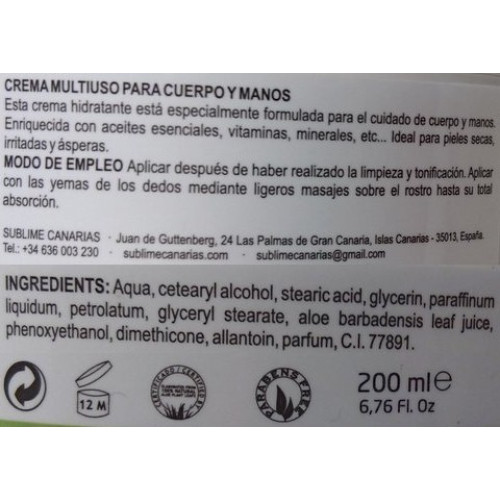 CREMA MULTIUSO PARA CUERPO Y MANOS
Esta crema hidratante está especialmente formulada para el cuidado de cuerpo y manos.
Enriquecida con aceites esenciales, vitaminas, minerales, etc... Ideal para pieles secas,
irritadas y ásperas.
MODO DE EMPLEO Aplicar después de haber realizado la limpieza y tonificación. Aplicar
con las yemas de los dedos mediante ligeros masajes sobre el rostro hasta su total
absorción.
SUBLIME CANARIAS · Juan de Guttenberg, 24 Las Palmas de Gran Canaria, Islas Canarias - 35013, España.
Tel.: +34 636 003 230 · sublimecanarias.com · sublimecanarias@gmail.com
INGREDIENTS: Aqua, cetearyl alcohol, stearic acid, glycerin, paraffinum
liquidum, petrolatum, glyceryl stearate, aloe barbadensis leaf juice,
phenoxyethanol, dimethicone, allantoin, parfum, C.I. 77891.
12 M
CERTIFICADO / CERTIFIED BY
PARABENS FREE
200 ml e
6,76 Fl. Oz